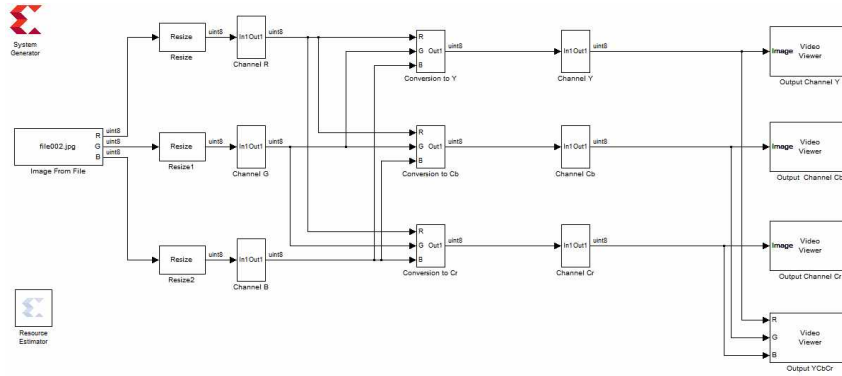 System
Generator
Resize
uint8
Resize
In1 Out1
uint8
Channel R
R
G
B
Out1
uint8
Conversion to Y
In1 Out1
uint8
Channel Y
Image
Video
Viewer
Output Channel Y
file002.jpg
R
G
B
uint8
uint8
uint8
Image From File
Resize
uint8
Resize1
In1 Out1
uint8
Channel G
R
G
B
Out1
uint8
Conversion to Cb
In1 Out1
uint8
Channel Cb
Image
Video
Viewer
Output Channel Cb
Resize
uint8
Resize2
In1 Out1
uint8
Channel B
R
G
B
Out1
uint8
Conversion to Cr
In1 Out1
uint8
Channel Cr
Image
Video
Viewer
Output Channel Cr
Resource
Estimator
R
G
B
Video
Viewer
Output YCbCr